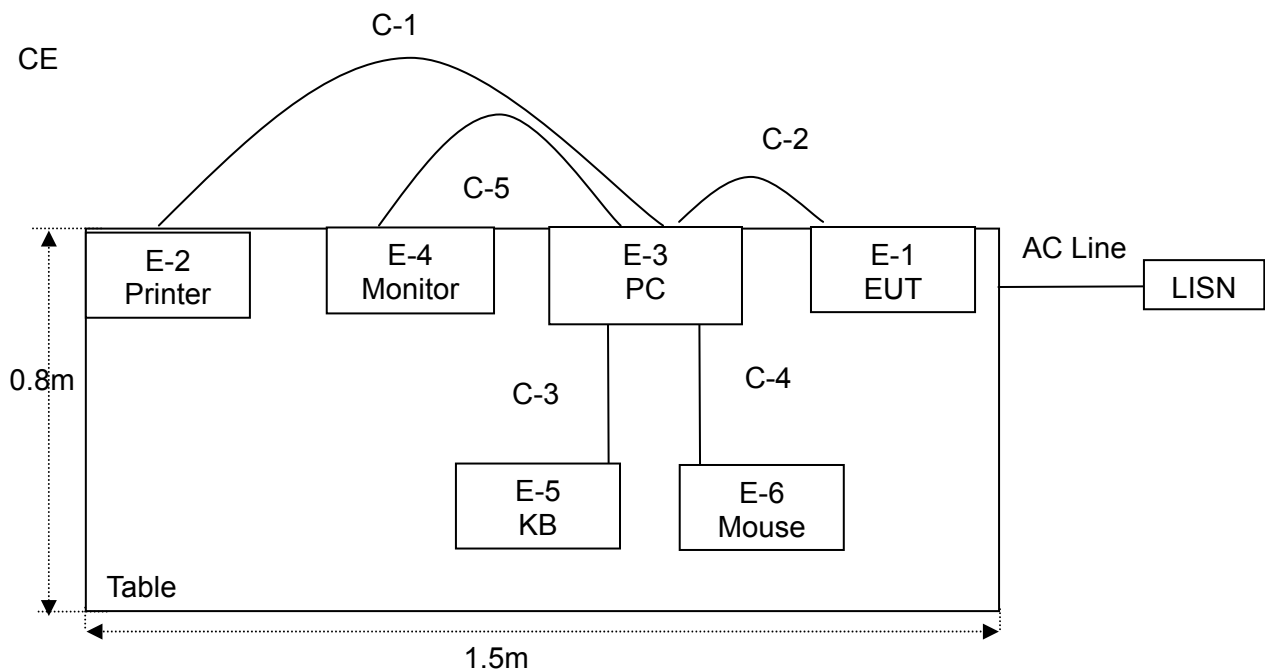 C-1
CE
C-2
C-5
E-2
Printer
E-4
Monitor
E-3
PC
E-1
EUT
AC Line
LISN
0.8m
C-3
C-4
E-5
KB
E-6
Mouse
Table
1.5m